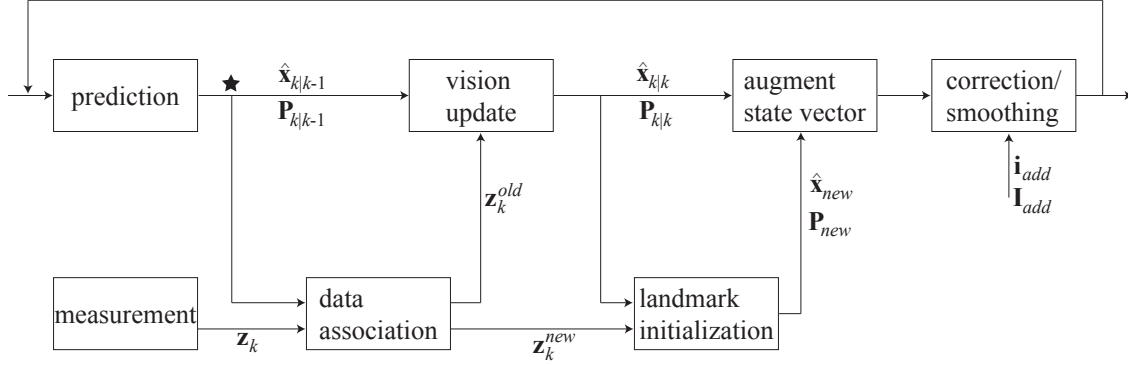 prediction
★
x̂_{k|k-1}
P_{k|k-1}
vision
update
x̂_{k|k}
P_{k|k}
augment
state vector
correction/
smoothing
z_k^{old}
x̂_{new}
P_{new}
i_{add}
I_{add}
measurement
z_k
data
association
z_k^{new}
landmark
initialization